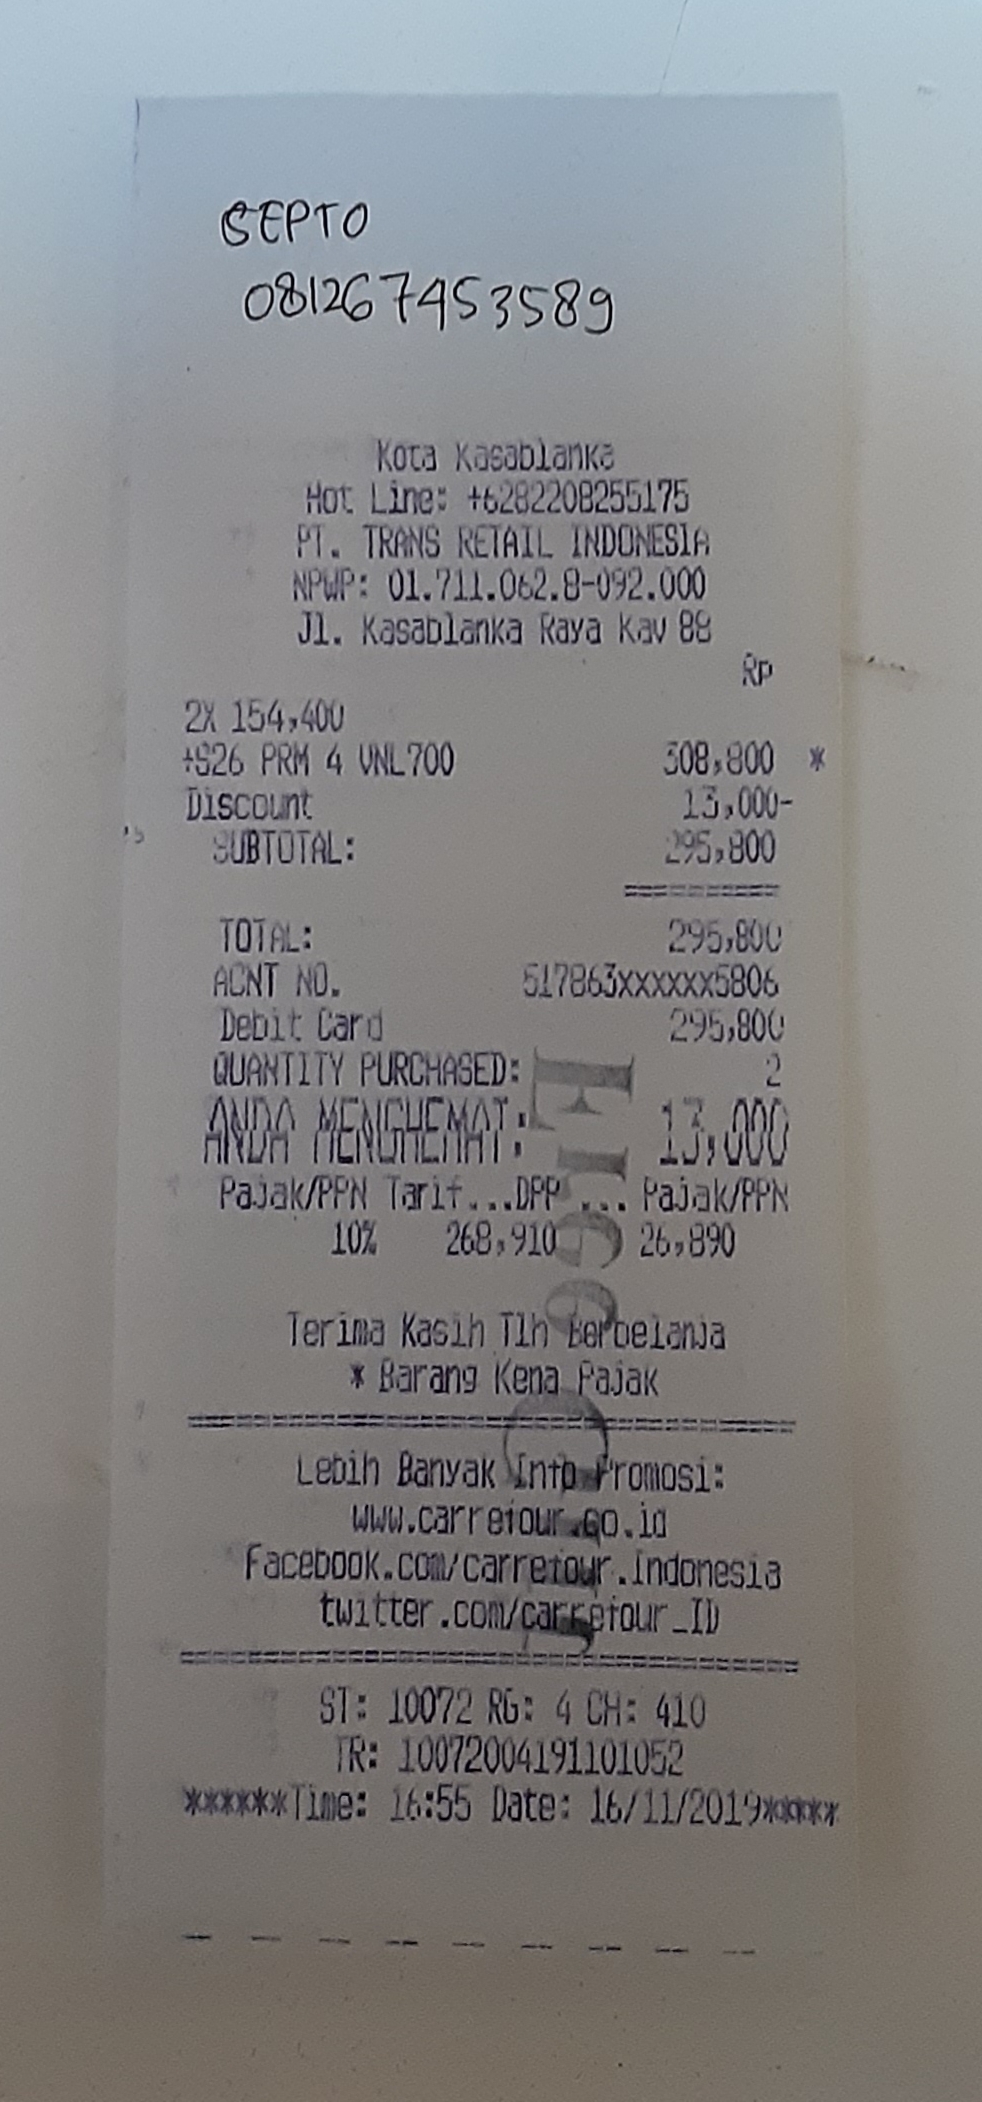 SEPTO
081267453589
Kota Kasablanka
Hot Line: +6282208255175
PT. TRANS RETAIL INDONESIA
NPWP: 01.711.062.8-092.000
Jl. Kasablanka Raya Kav 88
Rp
2X 154,400
+S26 PRM 4 VNL700 308,800 *
Discount 13,000-
SUBTOTAL: 295,800
==========
TOTAL: 295,800
ACNT NO. 517863xxxxxx5806
Debit Card 295,800
QUANTITY PURCHASED: 2
ANDA MENGHEMAT: 13,000
Pajak/PPN Tarif...DPP ... Pajak/PPN
10% 268,910 26,890
Terima Kasih Tlh Berbelanja
* Barang Kena Pajak
Lebih Banyak Info Promosi:
www.carrefour.co.id
Facebook.com/carrefour.Indonesia
twitter.com/carrefour_ID
ST: 10072 RG: 4 CH: 410
TR: 10072004191101052
******Time: 16:55 Date: 16/11/2019*****